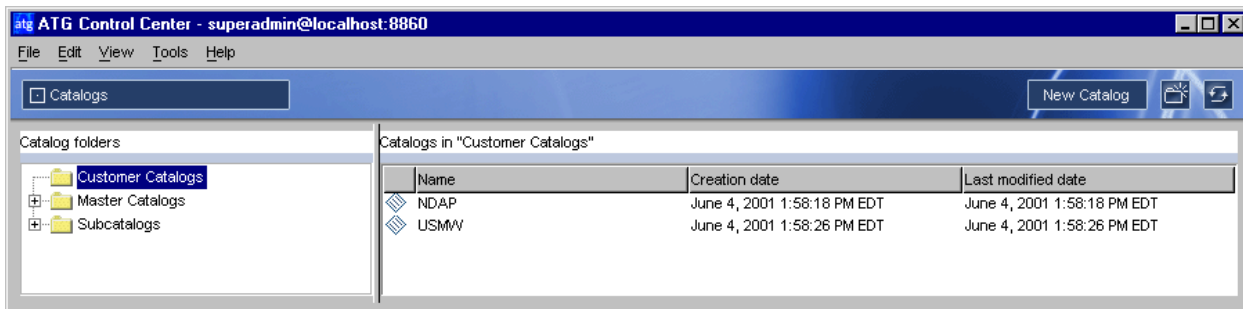 atg ATG Control Center - superadmin@localhost:8860
File Edit View Tools Help
Catalogs
New Catalog
Catalog folders
Customer Catalogs
Master Catalogs
Subcatalogs
Catalogs in "Customer Catalogs"
Name Creation date Last modified date
NDAP June 4, 2001 1:58:18 PM EDT June 4, 2001 1:58:18 PM EDT
USMW June 4, 2001 1:58:26 PM EDT June 4, 2001 1:58:26 PM EDT